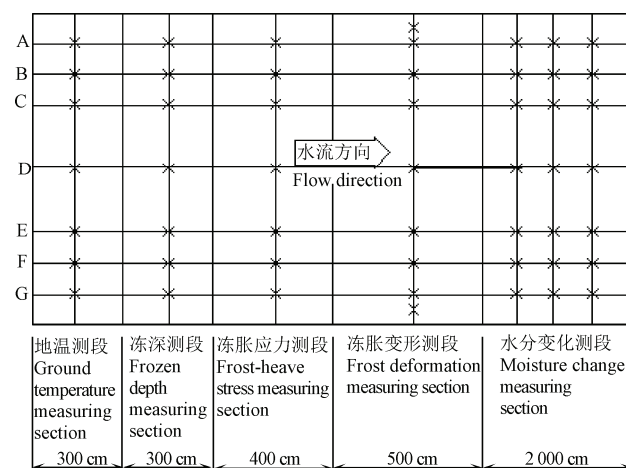 A
B
C
D
E
F
G
水流方向
Flow direction
地温测段
Ground
temperature
measuring
section
300 cm
冻深测段
Frozen
depth
measuring
section
300 cm
冻胀应力测段
Frost-heave
stress measuring
section
400 cm
冻胀变形测段
Frost deformation
measuring section
500 cm
水分变化测段
Moisture change
measuring
section
2 000 cm